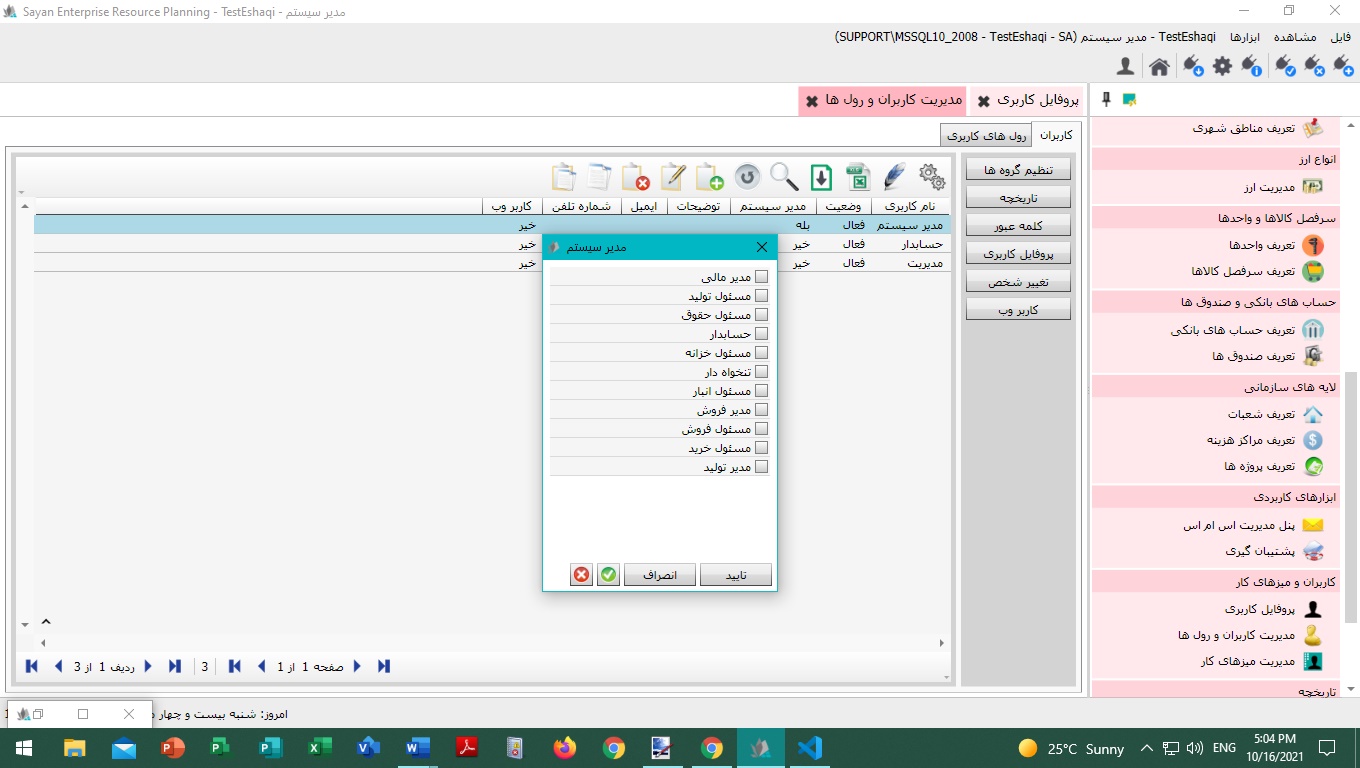 Sayan Enterprise Resource Planning - TestEshaqi - مدیر سیستم
فایل مشاهده ابزارها TestEshaqi - مدیر سیستم (SUPPORT\MSSQL10_2008 - TestEshaqi - SA)
پروفایل کاربری
مدیریت کاربران و رول ها
کاربران
رول های کاربری
تعریف مناطق شهری
انواع ارز
مدیریت ارز
سرفصل کالاها و واحدها
تعریف واحدها
تعریف سرفصل کالاها
حساب های بانکی و صندوق ها
تعریف حساب های بانکی
تعریف صندوق ها
لایه های سازمانی
تعریف شعبات
تعریف مراکز هزینه
تعریف پروژه ها
ابزارهای کاربردی
پنل مدیریت اس ام اس
پشتیبان گیری
کاربران و میزهای کار
پروفایل کاربری
مدیریت کاربران و رول ها
مدیریت میزهای کار
تاریخچه
تنظیم گروه ها
تاریخچه
کلمه عبور
پروفایل کاربری
تغییر شخص
کاربر وب
نام کاربری وضعیت مدیر سیستم توضیحات ایمیل شماره تلفن کاربر وب
مدیر سیستم فعال بله خیر
حسابدار فعال خیر خیر
مدیریت فعال خیر خیر
مدیر سیستم
مدیر مالی
مسئول تولید
مسئول حقوق
حسابدار
مسئول خزانه
تنخواه دار
مسئول انبار
مدیر فروش
مسئول فروش
مسئول خرید
مدیر تولید
تایید
انصراف
صفحه 1 از 1
3
ردیف 1 از 3
امروز: شنبه بیست و چهار
25°C Sunny
ENG
5:04 PM
10/16/2021